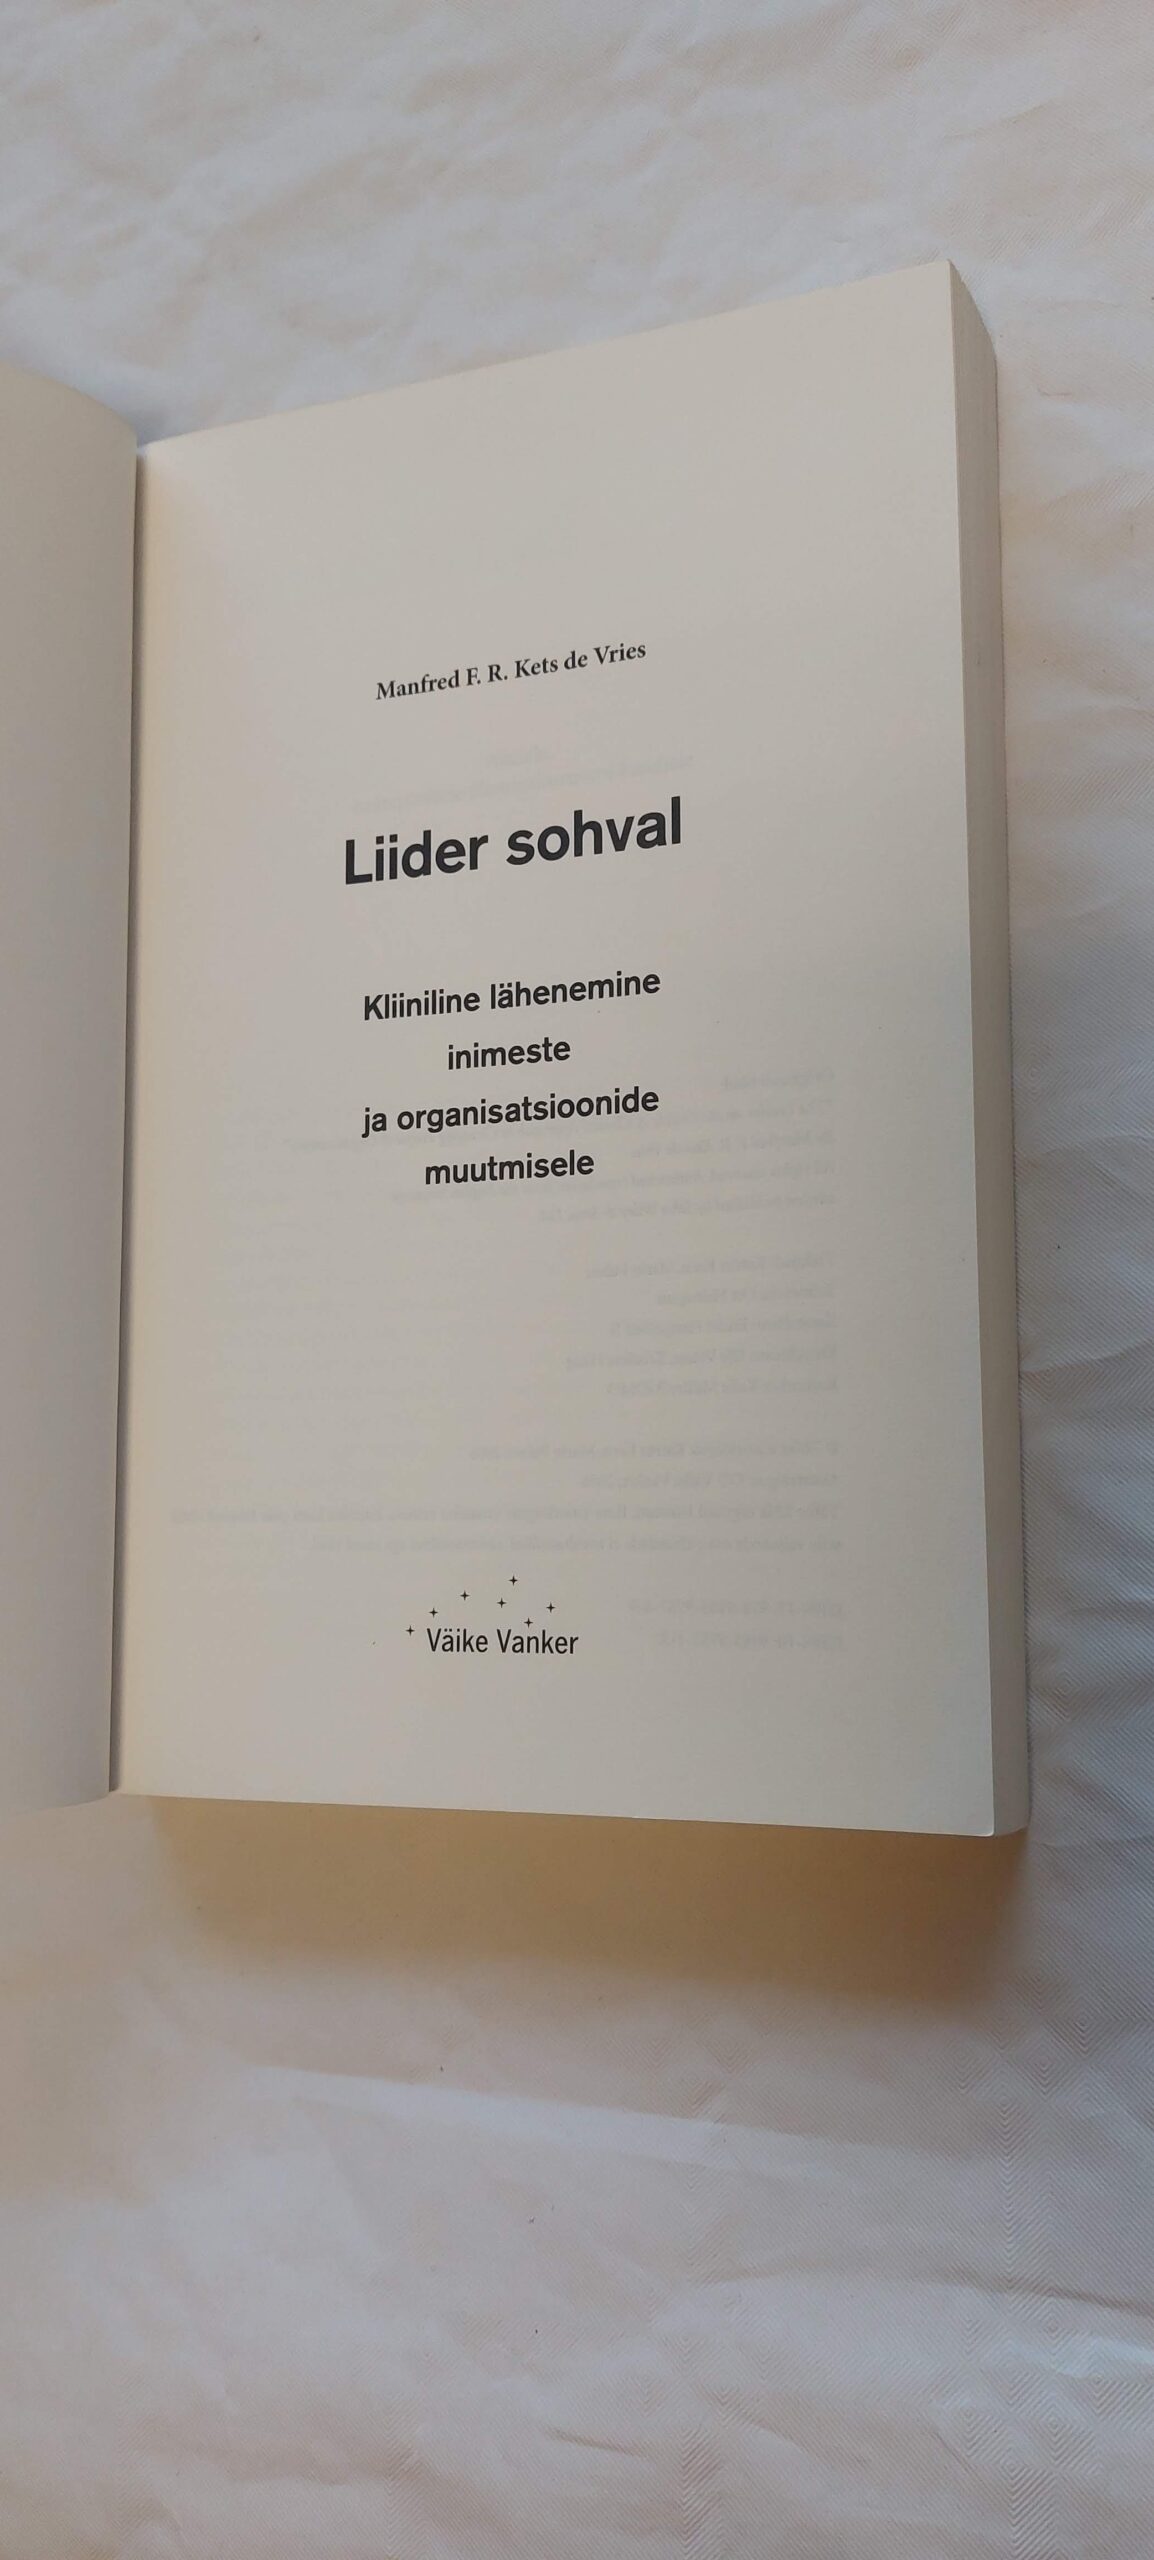 Manfred F. R. Kets de Vries
Liider sohval
Kliiniline lähenemine
inimeste
ja organisatsioonide
muutmisele
Väike Vanker